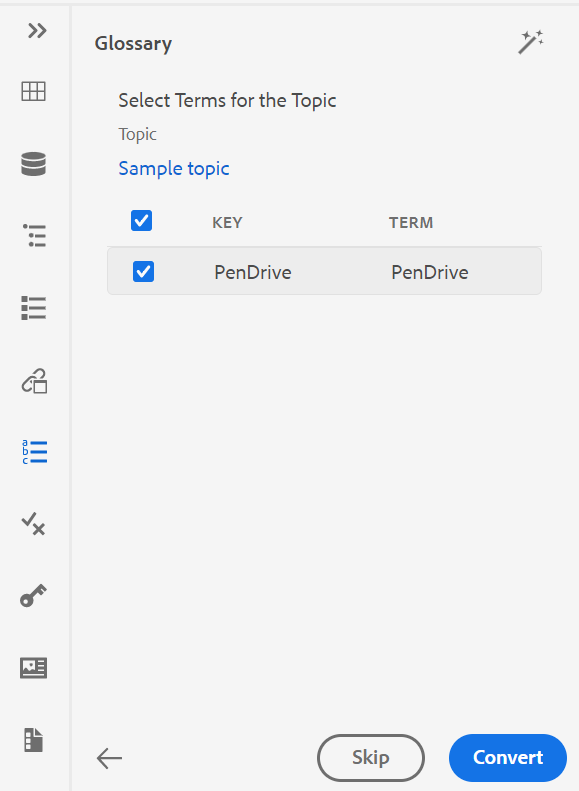 Glossary
Select Terms for the Topic
Topic
Sample topic
KEY TERM
PenDrive PenDrive
a
b
c
Skip Convert